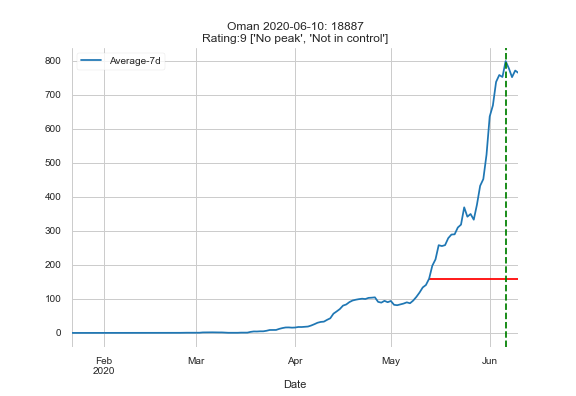 Oman 2020-06-10: 18887
Rating:9 ['No peak', 'Not in control']
Average-7d
800
700
600
500
400
300
200
100
0
Feb
2020
Mar
Apr
May
Jun
Date